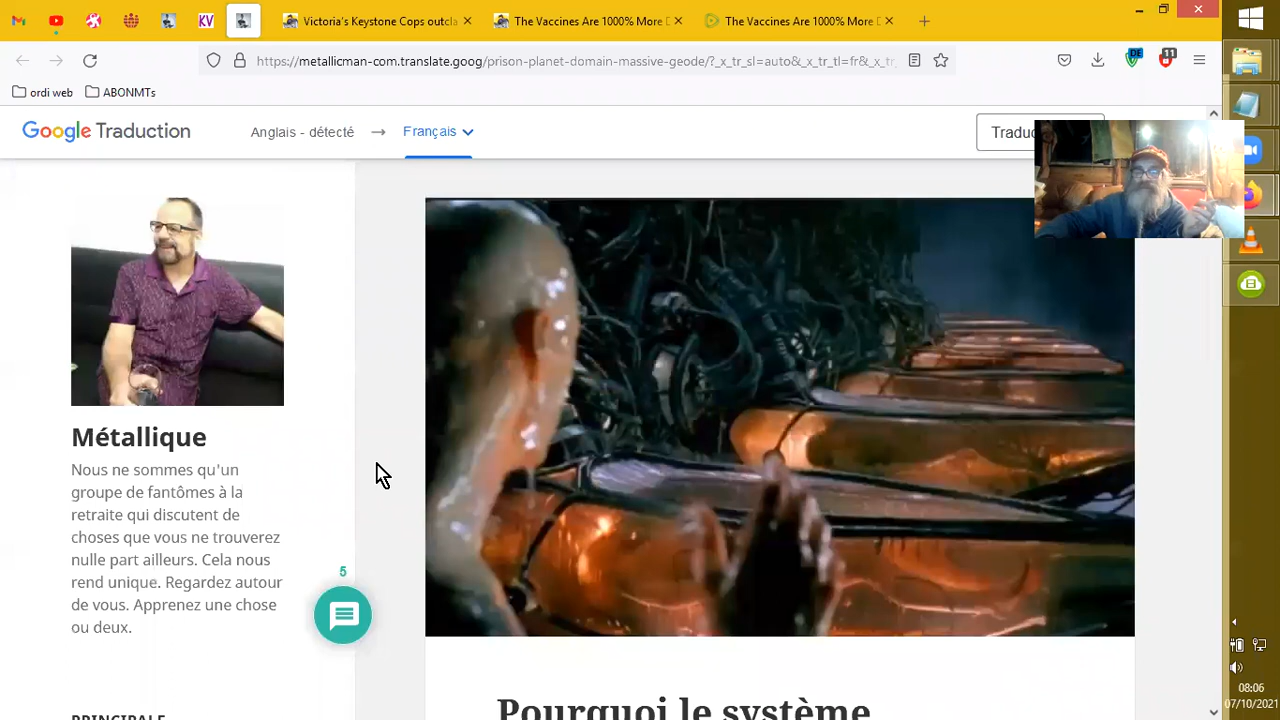 Victoria's Keystone Cops outcla
The Vaccines Are 1000% More D
The Vaccines Are 1000% More D
KV
https://metallicman-com.translate.goog/prison-planet-domain-massive-geode/?_x_tr_sl=auto&_x_tr_tl=fr&_x_tr
DE
11
ordi web
ABONMTS
Google Traduction
Anglais - détecté
Français
Traduc
Métallique
Nous ne sommes qu'un
groupe de fantômes à la
retraite qui discutent de
choses que vous ne trouverez
nulle part ailleurs. Cela nous
rend unique. Regardez autour
de vous. Apprenez une chose
ou deux.
5
PRINCIPALE
Pourquoi le système
08:06
07/10/2021